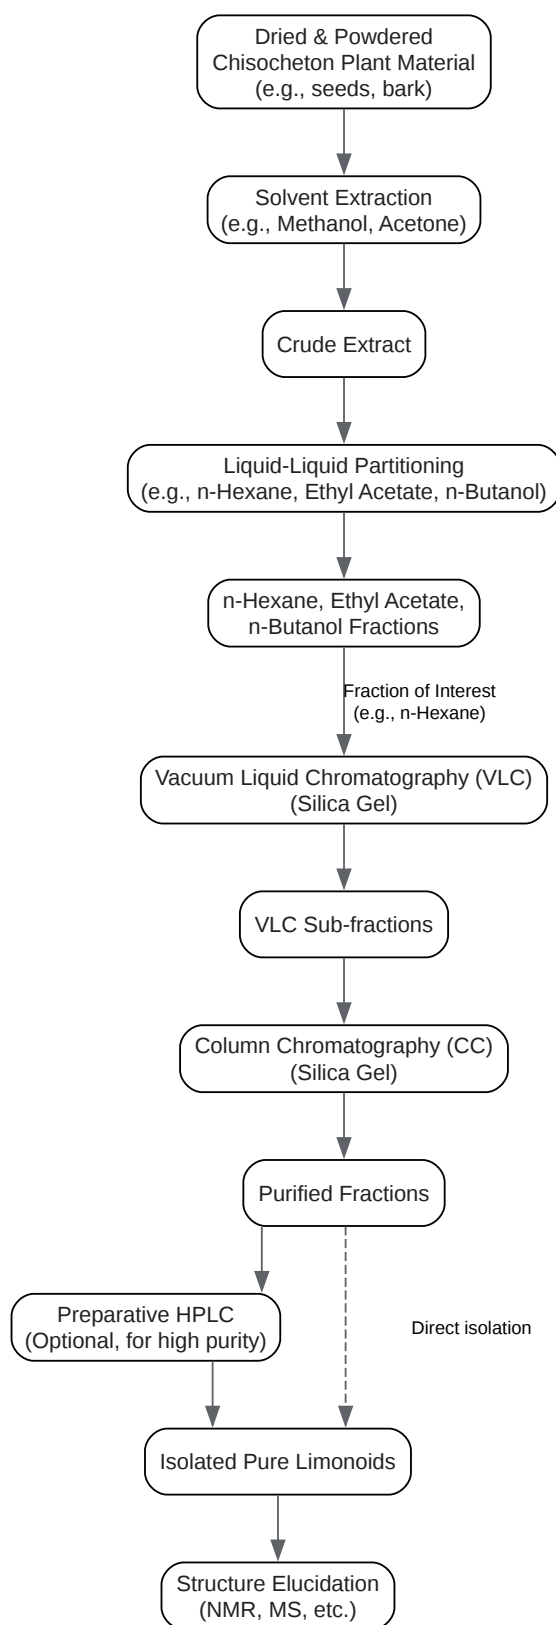 Dried & Powdered
Chisocheton Plant Material
(e.g., seeds, bark)
Solvent Extraction
(e.g., Methanol, Acetone)
Crude Extract
Liquid-Liquid Partitioning
(e.g., n-Hexane, Ethyl Acetate, n-Butanol)
n-Hexane, Ethyl Acetate,
n-Butanol Fractions
Fraction of Interest
(e.g., n-Hexane)
Vacuum Liquid Chromatography (VLC)
(Silica Gel)
VLC Sub-fractions
Column Chromatography (CC)
(Silica Gel)
Purified Fractions
Preparative HPLC
(Optional, for high purity)
Direct isolation
Isolated Pure Limonoids
Structure Elucidation
(NMR, MS, etc.)